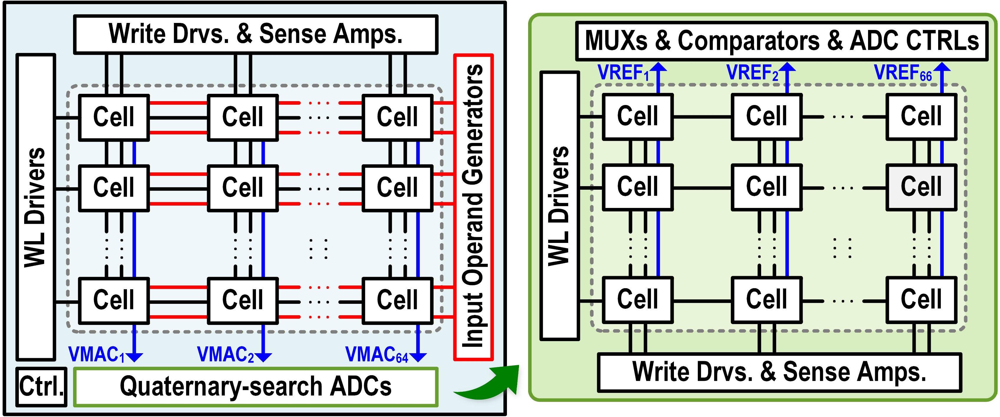 Write Drvs. & Sense Amps.
WL Drivers
Cell Cell ... Cell
Cell Cell ... Cell
Cell Cell ... Cell
Input Operand Generators
VMAC₁ VMAC₂ VMAC₆₄
Ctrl.
Quaternary-search ADCs
MUXs & Comparators & ADC CTRLs
VREF₁ VREF₂ VREF₆₆
WL Drivers
Cell Cell ... Cell
Cell Cell ... Cell
Cell Cell ... Cell
Write Drvs. & Sense Amps.